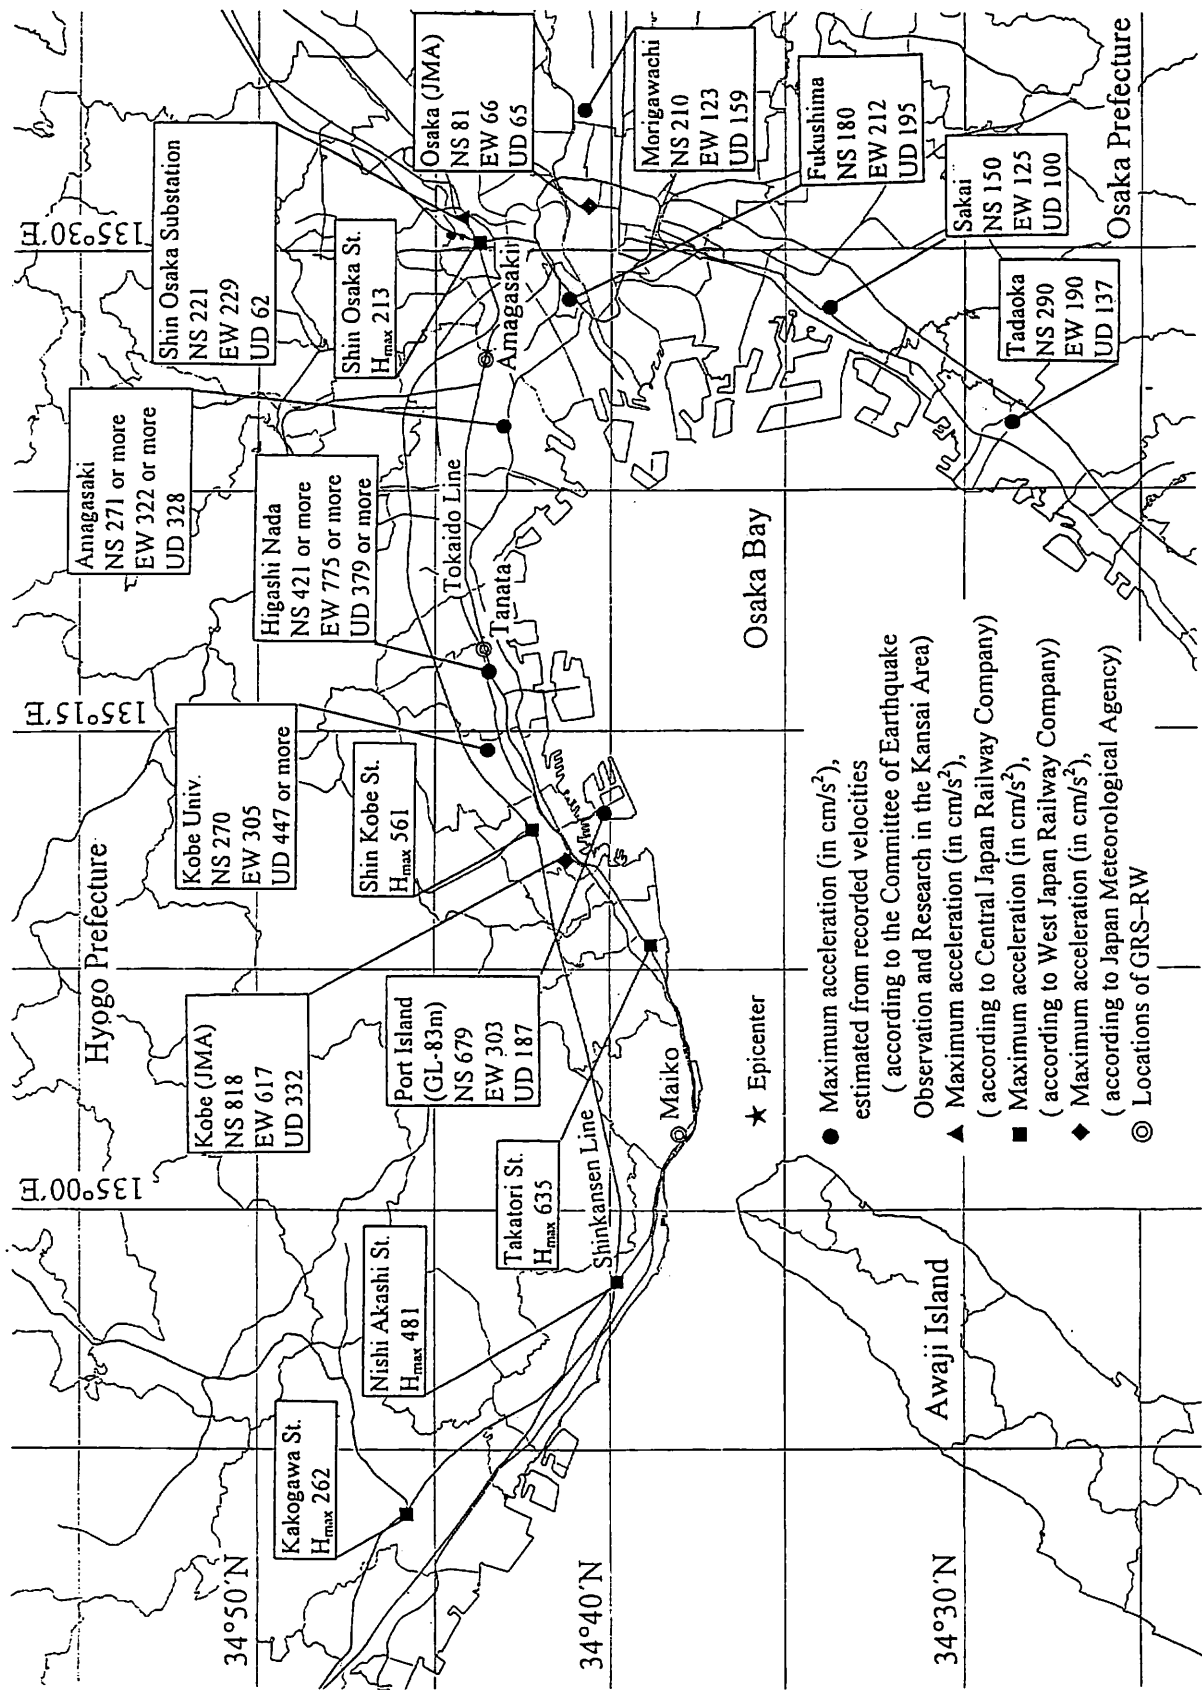 Hyogo Prefecture
135°00′E
135°15′E
135°30′E
34°50′N
34°40′N
34°30′N
Kakogawa St.
Hmax 262
Nishi Akashi St.
Hmax 481
Takatori St.
Hmax 635
Kobe (JMA)
NS 818
EW 617
UD 332
Port Island
(GL-83m)
NS 679
EW 303
UD 187
Shin Kobe St.
Hmax 561
Kobe Univ.
NS 270
EW 305
UD 447 or more
Higashi Nada
NS 421 or more
EW 775 or more
UD 379 or more
Amagasaki
NS 271 or more
EW 322 or more
UD 328
Shin Osaka Substation
NS 221
EW 229
UD 62
Shin Osaka St.
Hmax 213
Osaka (JMA)
NS 81
EW 66
UD 65
Morigawachi
NS 210
EW 123
UD 159
Fukushima
NS 180
EW 212
UD 195
Sakai
NS 150
EW 125
UD 100
Tadaoka
NS 290
EW 190
UD 137
Osaka Prefecture
Shinkansen Line
Tokaido Line
Maiko
Tanata
Amagasaki
Osaka Bay
Awaji Island
★ Epicenter
● Maximum acceleration (in cm/s²),
estimated from recorded velocities
( according to the Committee of Earthquake
Observation and Research in the Kansai Area)
▲ Maximum acceleration (in cm/s²),
( according to Central Japan Railway Company)
■ Maximum acceleration (in cm/s²),
( according to West Japan Railway Company)
◆ Maximum acceleration (in cm/s²),
(according to Japan Meteorological Agency)
◎ Locations of GRS–RW